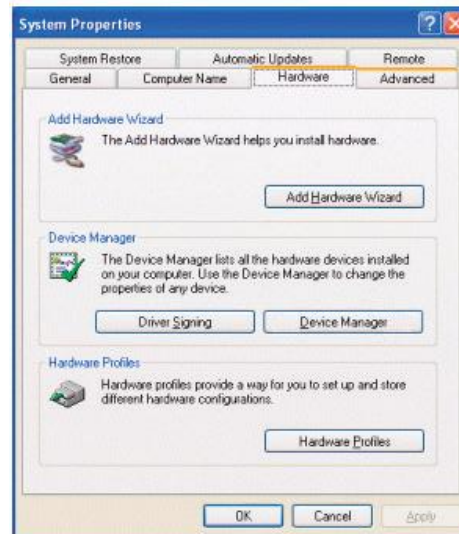 System Properties
System Restore Automatic Updates Remote
General Computer Name Hardware Advanced
Add Hardware Wizard
The Add Hardware Wizard helps you install hardware.
Add Hardware Wizard
Device Manager
The Device Manager lists all the hardware devices installed
on your computer. Use the Device Manager to change the
properties of any device.
Driver Signing Device Manager
Hardware Profiles
Hardware profiles provide a way for you to set up and store
different hardware configurations.
Hardware Profiles
OK Cancel Apply